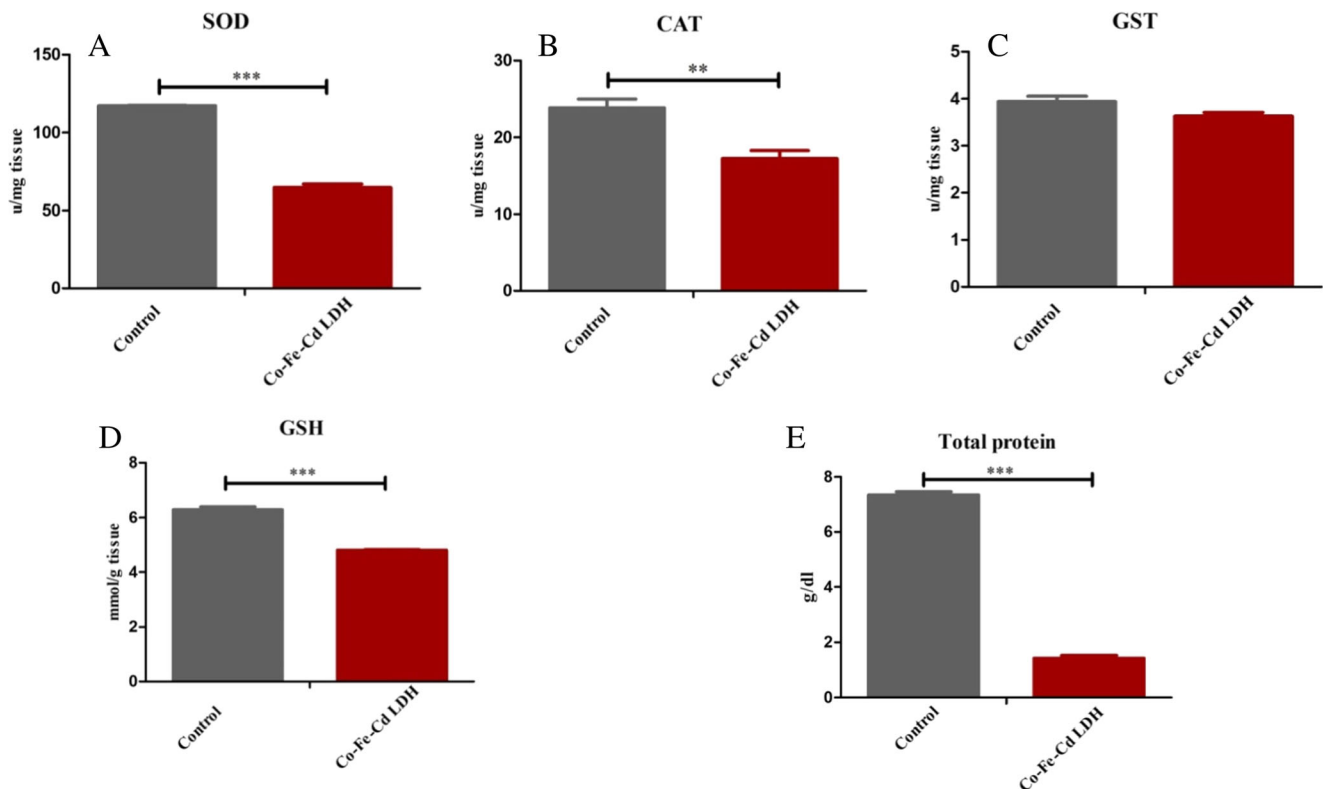 A
SOD
***
150
100
50
0
u/mg tissue
Control
Co-Fe-Cd LDH
B
CAT
**
30
20
10
0
u/mg tissue
Control
Co-Fe-Cd LDH
C
GST
5
4
3
2
1
0
u/mg tissue
Control
Co-Fe-Cd LDH
D
GSH
***
8
6
4
2
0
mmol/g tissue
Control
Co-Fe-Cd LDH
E
Total protein
***
8
6
4
2
0
g/dl
Control
Co-Fe-Cd LDH